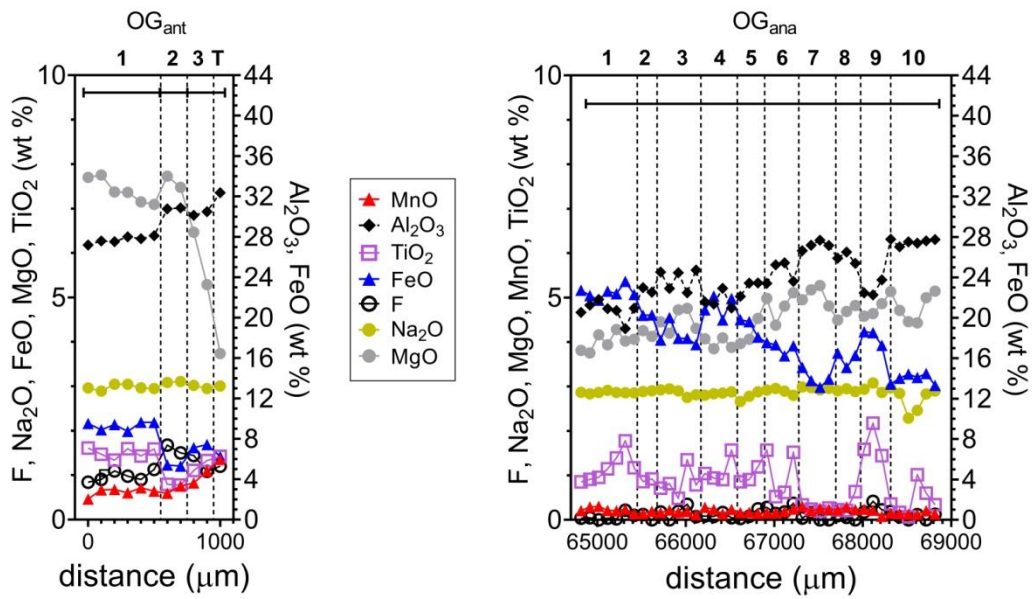 OGant
1 2 3 T
10
5
0
44
40
36
32
28
24
20
16
12
8
4
0
F, Na2O, FeO, MgO, TiO2 (wt %)
Al2O3, FeO (wt %)
0 1000
distance (μm)
MnO
Al2O3
TiO2
FeO
F
Na2O
MgO
OGana
1 2 3 4 5 6 7 8 9 10
10
5
0
44
40
36
32
28
24
20
16
12
8
4
0
F, Na2O, MgO, MnO, TiO2 (wt %)
Al2O3, FeO (wt %)
65000 66000 67000 68000 69000
distance (μm)